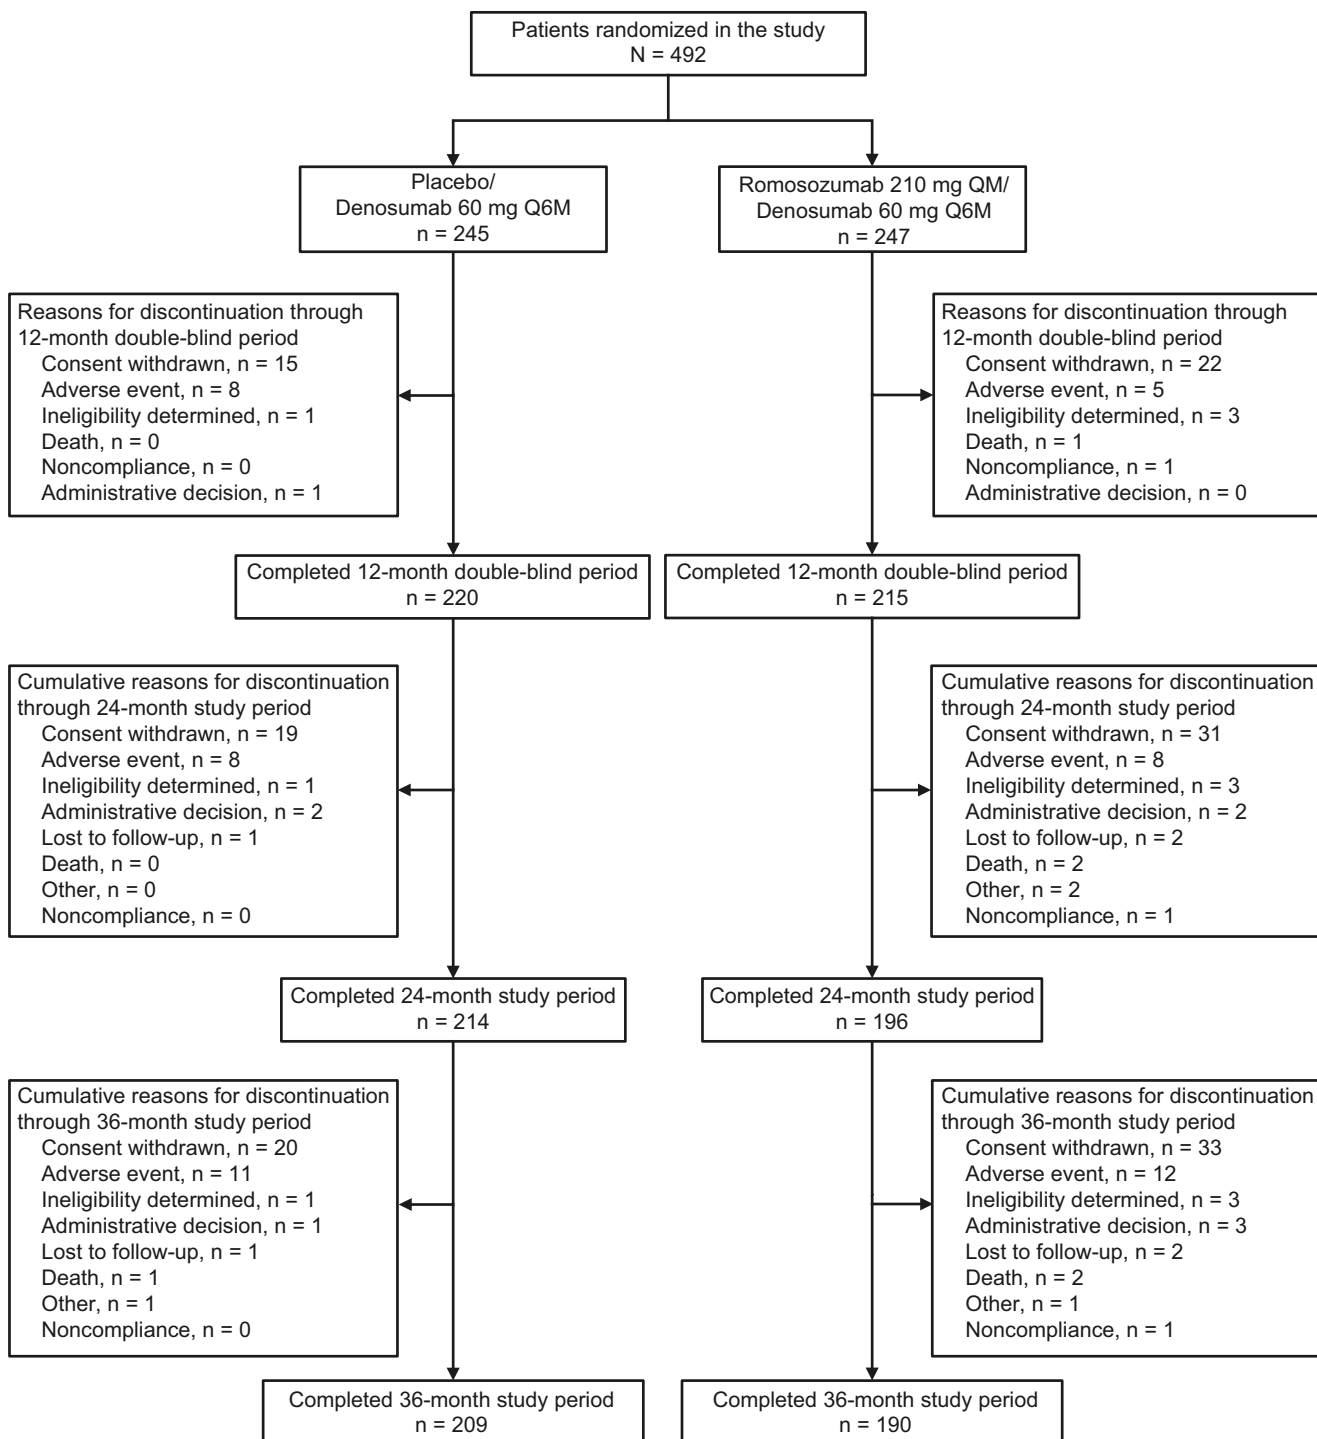 Patients randomized in the study
N = 492
Placebo/
Denosumab 60 mg Q6M
n = 245
Romosozumab 210 mg QM/
Denosumab 60 mg Q6M
n = 247
Reasons for discontinuation through
12-month double-blind period
Consent withdrawn, n = 15
Adverse event, n = 8
Ineligibility determined, n = 1
Death, n = 0
Noncompliance, n = 0
Administrative decision, n = 1
Reasons for discontinuation through
12-month double-blind period
Consent withdrawn, n = 22
Adverse event, n = 5
Ineligibility determined, n = 3
Death, n = 1
Noncompliance, n = 1
Administrative decision, n = 0
Completed 12-month double-blind period
n = 220
Completed 12-month double-blind period
n = 215
Cumulative reasons for discontinuation
through 24-month study period
Consent withdrawn, n = 19
Adverse event, n = 8
Ineligibility determined, n = 1
Administrative decision, n = 2
Lost to follow-up, n = 1
Death, n = 0
Other, n = 0
Noncompliance, n = 0
Cumulative reasons for discontinuation
through 24-month study period
Consent withdrawn, n = 31
Adverse event, n = 8
Ineligibility determined, n = 3
Administrative decision, n = 2
Lost to follow-up, n = 2
Death, n = 2
Other, n = 2
Noncompliance, n = 1
Completed 24-month study period
n = 214
Completed 24-month study period
n = 196
Cumulative reasons for discontinuation
through 36-month study period
Consent withdrawn, n = 20
Adverse event, n = 11
Ineligibility determined, n = 1
Administrative decision, n = 1
Lost to follow-up, n = 1
Death, n = 1
Other, n = 1
Noncompliance, n = 0
Cumulative reasons for discontinuation
through 36-month study period
Consent withdrawn, n = 33
Adverse event, n = 12
Ineligibility determined, n = 3
Administrative decision, n = 3
Lost to follow-up, n = 2
Death, n = 2
Other, n = 1
Noncompliance, n = 1
Completed 36-month study period
n = 209
Completed 36-month study period
n = 190